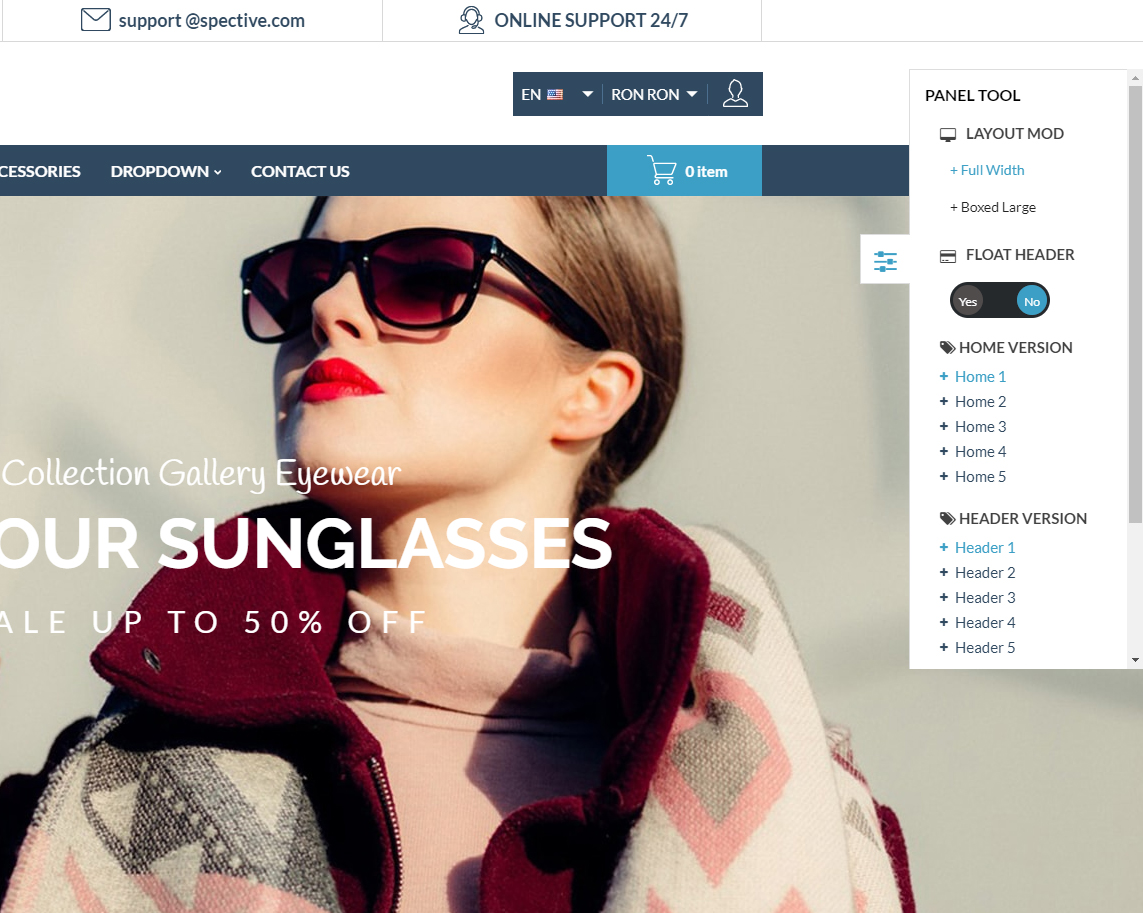 support @spective.com
ONLINE SUPPORT 24/7
EN
RON RON
CESSORIES
DROPDOWN
CONTACT US
0 item
Collection Gallery Eyewear
OUR SUNGLASSES
ALE UP TO 50% OFF
PANEL TOOL
LAYOUT MOD
+ Full Width
+ Boxed Large
FLOAT HEADER
Yes No
HOME VERSION
+ Home 1
+ Home 2
+ Home 3
+ Home 4
+ Home 5
HEADER VERSION
+ Header 1
+ Header 2
+ Header 3
+ Header 4
+ Header 5